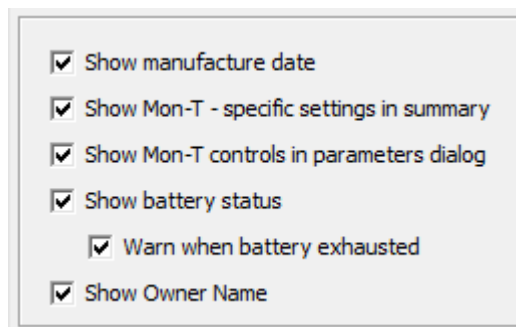 Show manufacture date
Show Mon-T - specific settings in summary
Show Mon-T controls in parameters dialog
Show battery status
Warn when battery exhausted
Show Owner Name